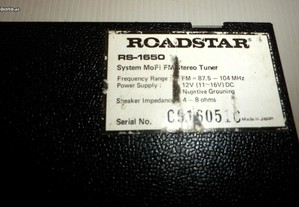 ROADSTAR
RS-1650
System MoFi FM Stereo Tuner
Frequency Range : FM - 87.5 - 104 MHz
Power Supply : 12V (11~16V) DC
Negative Grouning
Speaker Impedance 4 - 8 ohms
Serial No. Made in Japan